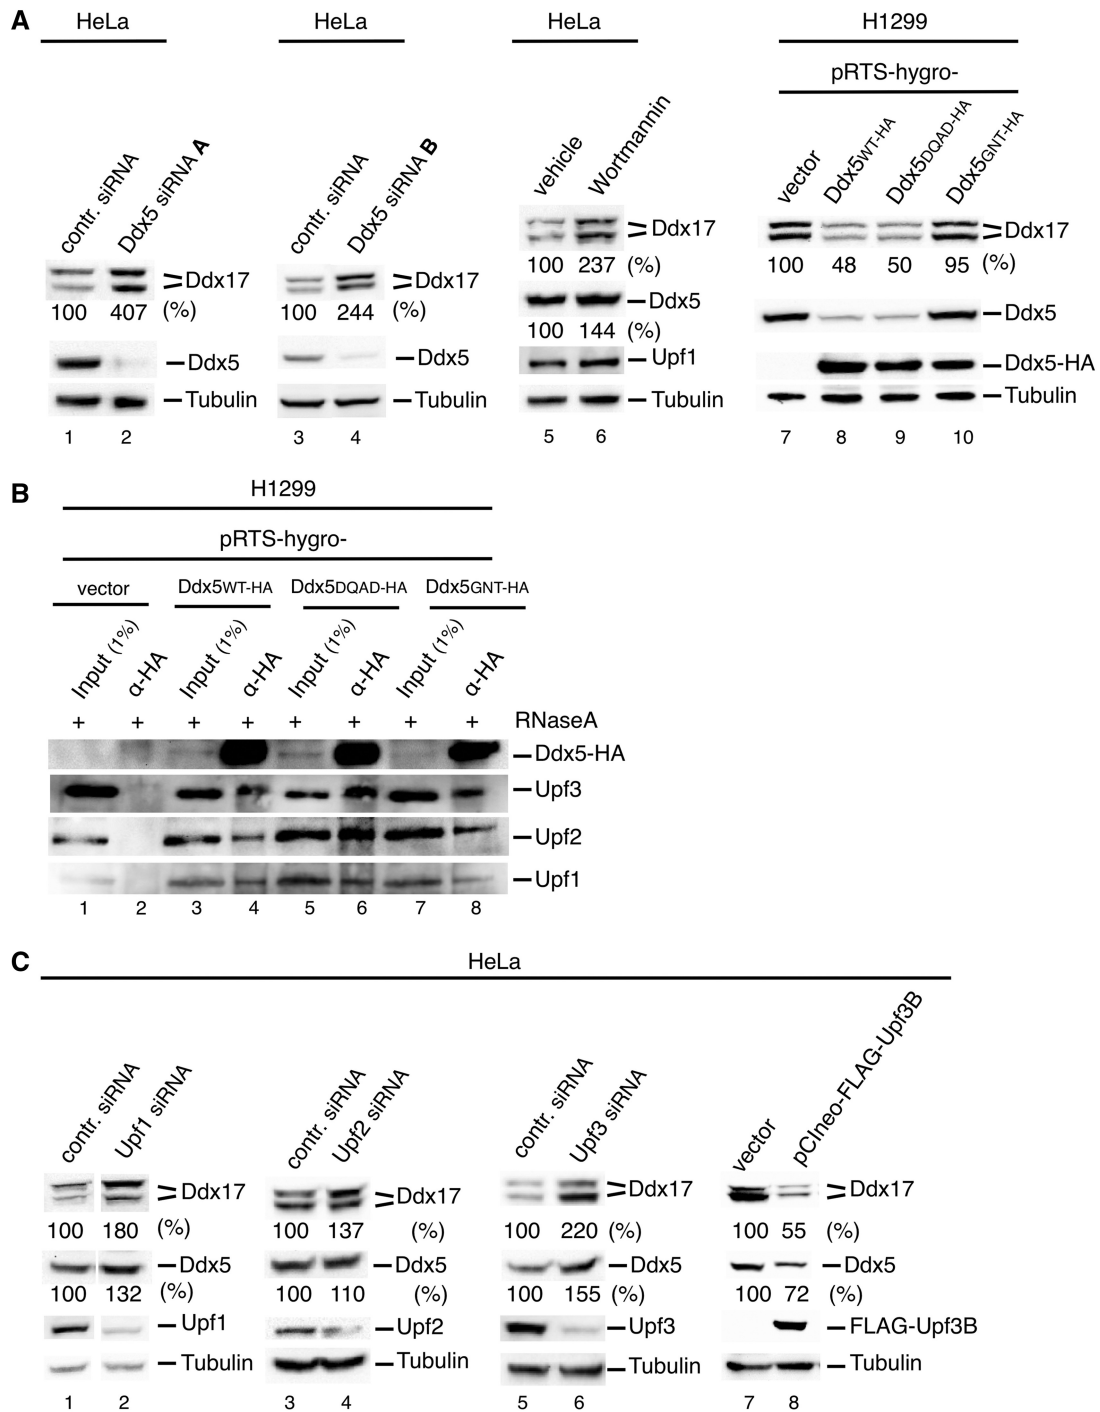 A
HeLa
HeLa
HeLa
H1299
pRTS-hygro-
contr. siRNA
Ddx5 siRNA A
contr. siRNA
Ddx5 siRNA B
vehicle
Wortmannin
vector
Ddx5WT-HA
Ddx5DQAD-HA
Ddx5GNT-HA
Ddx17
100 407 (%)
Ddx5
Tubulin
1 2
Ddx17
100 244 (%)
Ddx5
Tubulin
3 4
Ddx17
100 237 (%)
Ddx5
100 144 (%)
Upf1
Tubulin
5 6
Ddx17
100 48 50 95 (%)
Ddx5
Ddx5-HA
Tubulin
7 8 9 10
B
H1299
pRTS-hygro-
vector Ddx5WT-HA Ddx5DQAD-HA Ddx5GNT-HA
Input (1%)
α-HA
Input (1%)
α-HA
Input (1%)
α-HA
Input (1%)
α-HA
+ + + + + + + + RNaseA
Ddx5-HA
Upf3
Upf2
Upf1
1 2 3 4 5 6 7 8
C
HeLa
contr. siRNA
Upf1 siRNA
contr. siRNA
Upf2 siRNA
contr. siRNA
Upf3 siRNA
vector
pCIneo-FLAG-Upf3B
Ddx17
100 180 (%)
Ddx5
100 132 (%)
Upf1
Tubulin
1 2
Ddx17
100 137 (%)
Ddx5
100 110 (%)
Upf2
Tubulin
3 4
Ddx17
100 220 (%)
Ddx5
100 155 (%)
Upf3
Tubulin
5 6
Ddx17
100 55 (%)
Ddx5
100 72 (%)
FLAG-Upf3B
Tubulin
7 8